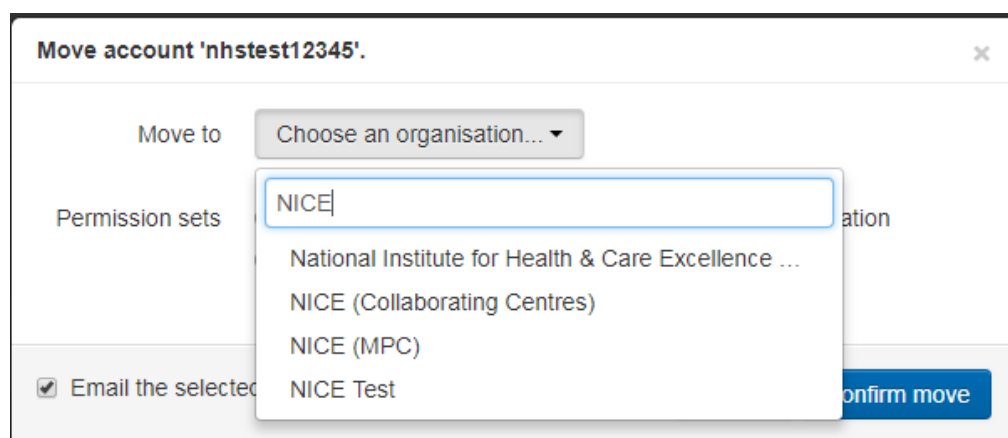 Move account 'nhstest12345'.
×
Move to Choose an organisation...
NICE
Permission sets ation
National Institute for Health & Care Excellence ...
NICE (Collaborating Centres)
NICE (MPC)
NICE Test
Email the selected onfirm move